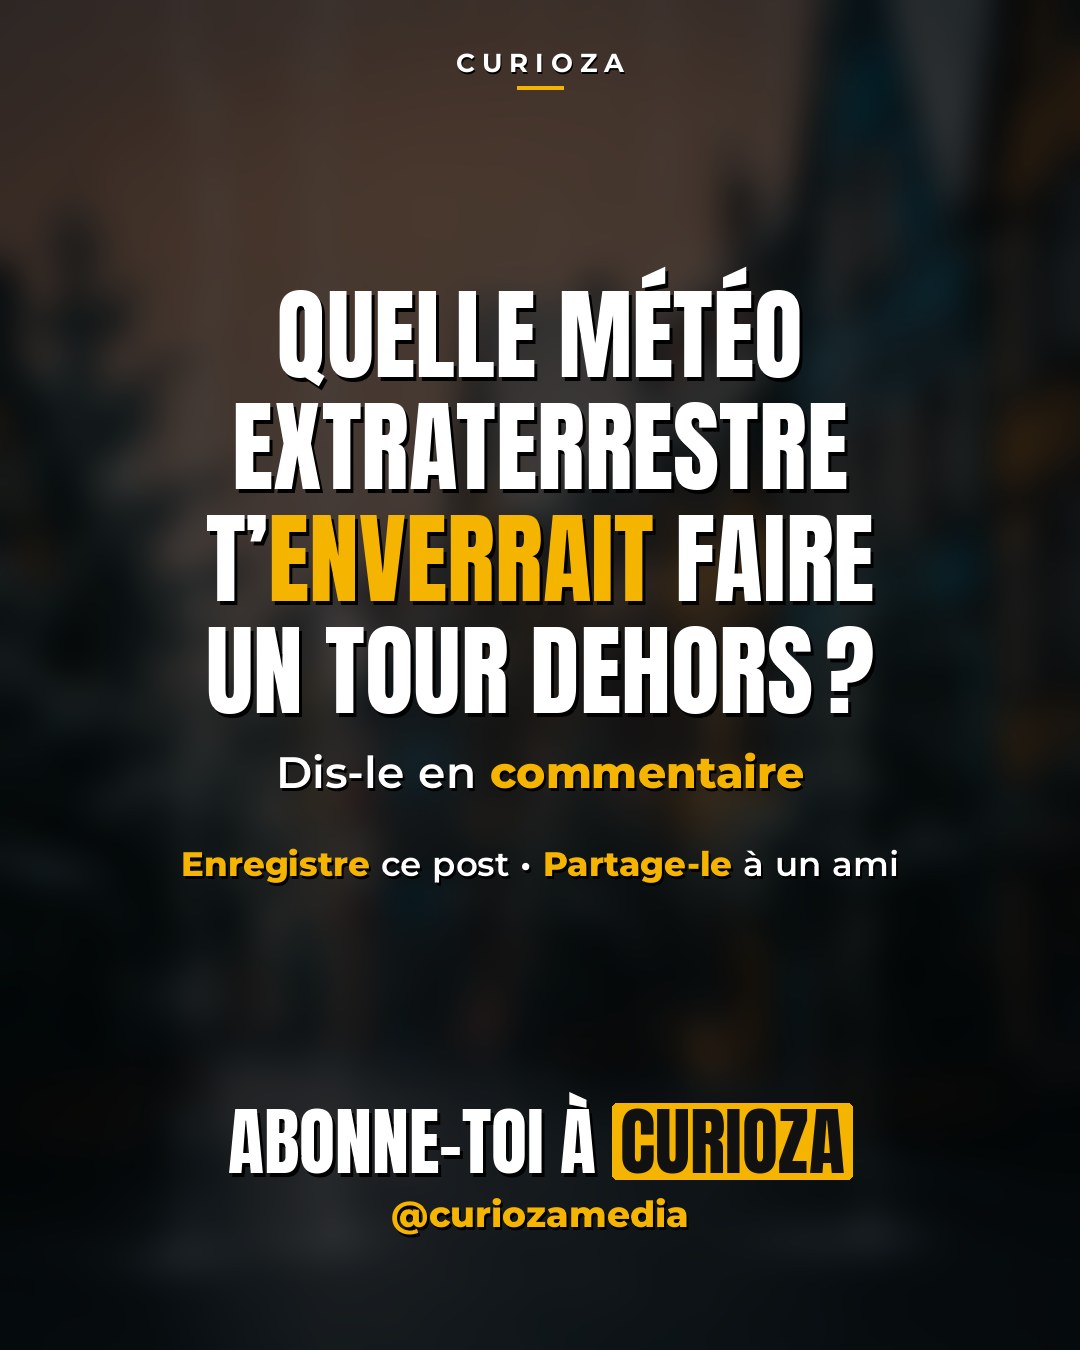 CURIOZA
QUELLE MÉTÉO
EXTRATERRESTRE
T’ENVERRAIT FAIRE
UN TOUR DEHORS ?
Dis-le en commentaire
Enregistre ce post • Partage-le à un ami
ABONNE-TOI À CURIOZA
@curiozamedia